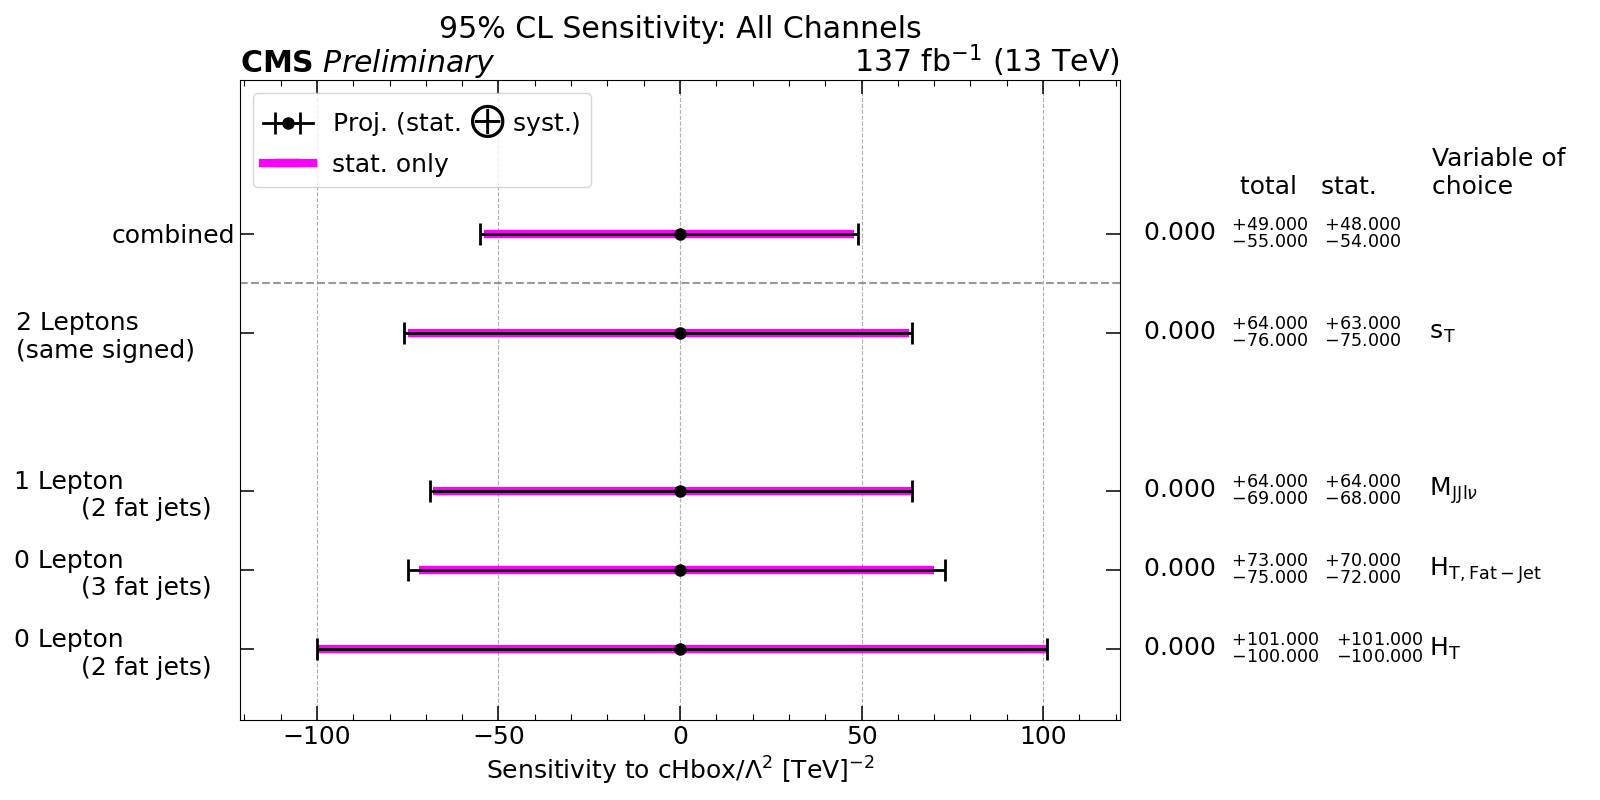 95% CL Sensitivity: All Channels
CMS Preliminary
137 fb⁻¹ (13 TeV)
Proj. (stat. ⊕ syst.)
stat. only
Variable of
choice
total stat.
combined
0.000 +49.000 +48.000
−55.000 −54.000
2 Leptons
(same signed)
0.000 +64.000 +63.000
−76.000 −75.000
s_T
1 Lepton
(2 fat jets)
0.000 +64.000 +64.000
−69.000 −68.000
M_JJlν
0 Lepton
(3 fat jets)
0.000 +73.000 +70.000
−75.000 −72.000
H_T, Fat − Jet
0 Lepton
(2 fat jets)
0.000 +101.000 +101.000
−100.000 −100.000
H_T
−100 −50 0 50 100
Sensitivity to cHbox/Λ² [TeV]⁻²